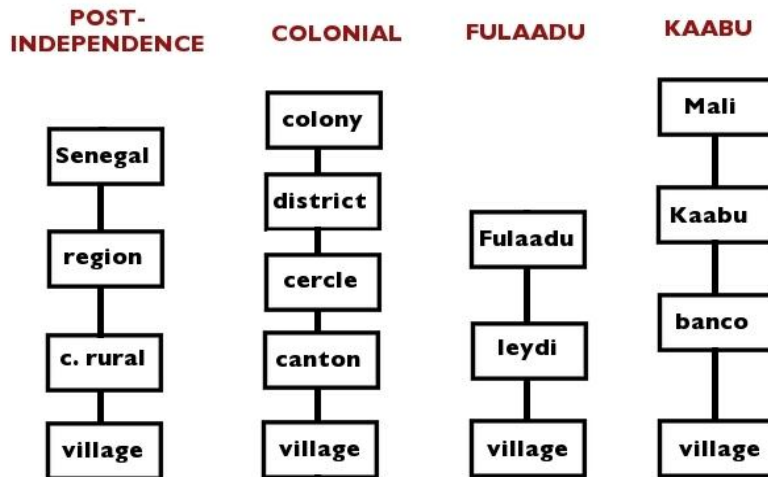 POST-
INDEPENDENCE
COLONIAL
FULAADU
KAABU
Senegal
region
c. rural
village
colony
district
cercle
canton
village
Fulaadu
leydi
village
Mali
Kaabu
banco
village